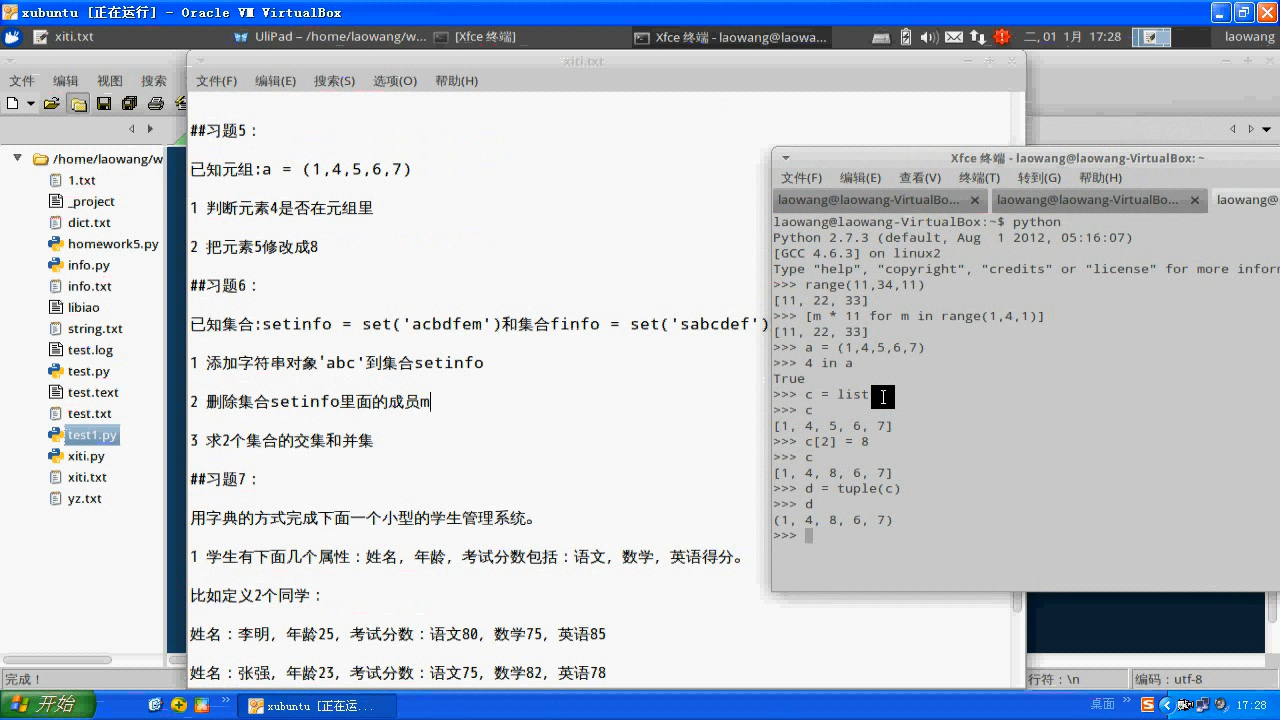 xubuntu [正在运行] - Oracle VM VirtualBox
xiti.txt
UliPad - /home/laowang/w...
[Xfce 终端]
Xfce 终端 - laowang@laowa...
二, 01 1月 17:28
laowang
文件 编辑 视图 搜索
/home/laowang/w
1.txt
_project
dict.txt
homework5.py
info.py
info.txt
libiao
string.txt
test.log
test.py
test.text
test.txt
test1.py
xiti.py
xiti.txt
yz.txt
完成！
xiti.txt
文件(F) 编辑(E) 搜索(S) 选项(O) 帮助(H)
##习题5：
已知元组:a = (1,4,5,6,7)
1 判断元素4是否在元组里
2 把元素5修改成8
##习题6：
已知集合:setinfo = set('acbdfem')和集合finfo = set('sabcdef')
1 添加字符串对象'abc'到集合setinfo
2 删除集合setinfo里面的成员m
3 求2个集合的交集和并集
##习题7：
用字典的方式完成下面一个小型的学生管理系统。
1 学生有下面几个属性：姓名，年龄，考试分数包括：语文，数学，英语得分。
比如定义2个同学：
姓名：李明，年龄25，考试分数：语文80，数学75，英语85
姓名：张强，年龄23，考试分数：语文75，数学82，英语78
Xfce 终端 - laowang@laowang-VirtualBox: ~
文件(F) 编辑(E) 查看(V) 终端(T) 转到(G) 帮助(H)
laowang@laowang-VirtualBo... laowang@laowang-VirtualBo... laowang@
laowang@laowang-VirtualBox:~$ python
Python 2.7.3 (default, Aug  1 2012, 05:16:07)
[GCC 4.6.3] on linux2
Type "help", "copyright", "credits" or "license" for more infor
>>> range(11,34,11)
[11, 22, 33]
>>> [m * 11 for m in range(1,4,1)]
[11, 22, 33]
>>> a = (1,4,5,6,7)
>>> 4 in a
True
>>> c = list
>>> c
[1, 4, 5, 6, 7]
>>> c[2] = 8
>>> c
[1, 4, 8, 6, 7]
>>> d = tuple(c)
>>> d
(1, 4, 8, 6, 7)
>>>
行符：\n 编码：utf-8
开始
xubuntu [正在运...
桌面
17:28